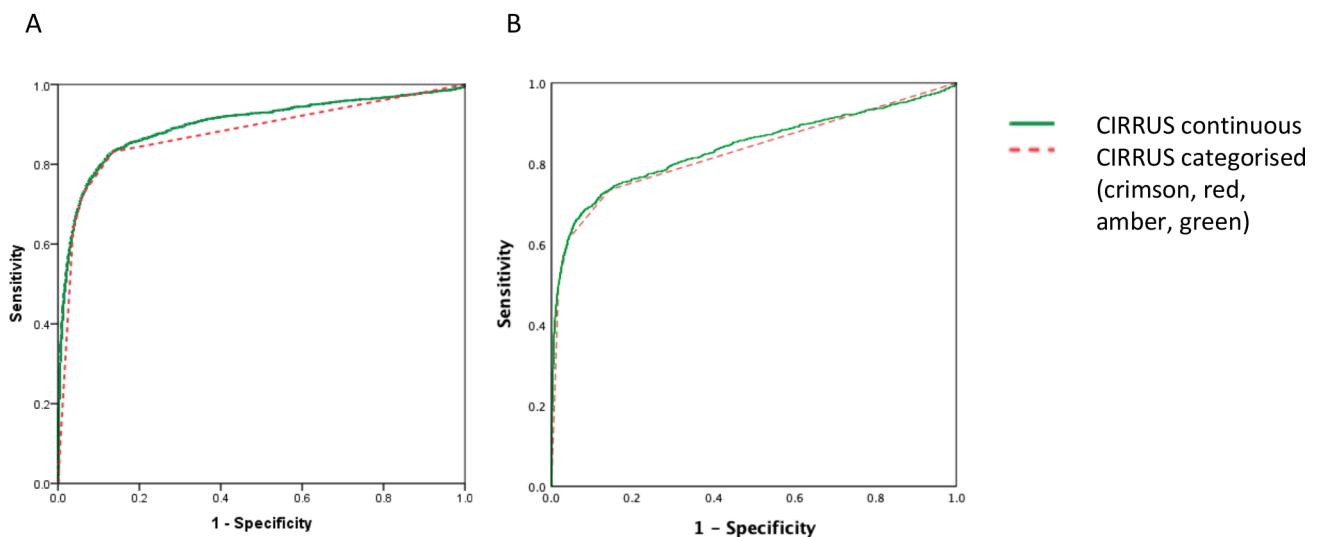 A
B
1.0
0.8
0.6
0.4
0.2
0.0
0.0 0.2 0.4 0.6 0.8 1.0
Sensitivity
1 - Specificity
1.0
0.8
0.6
0.4
0.2
0.0
0.0 0.2 0.4 0.6 0.8 1.0
Sensitivity
1 – Specificity
CIRRUS continuous
CIRRUS categorised
(crimson, red,
amber, green)